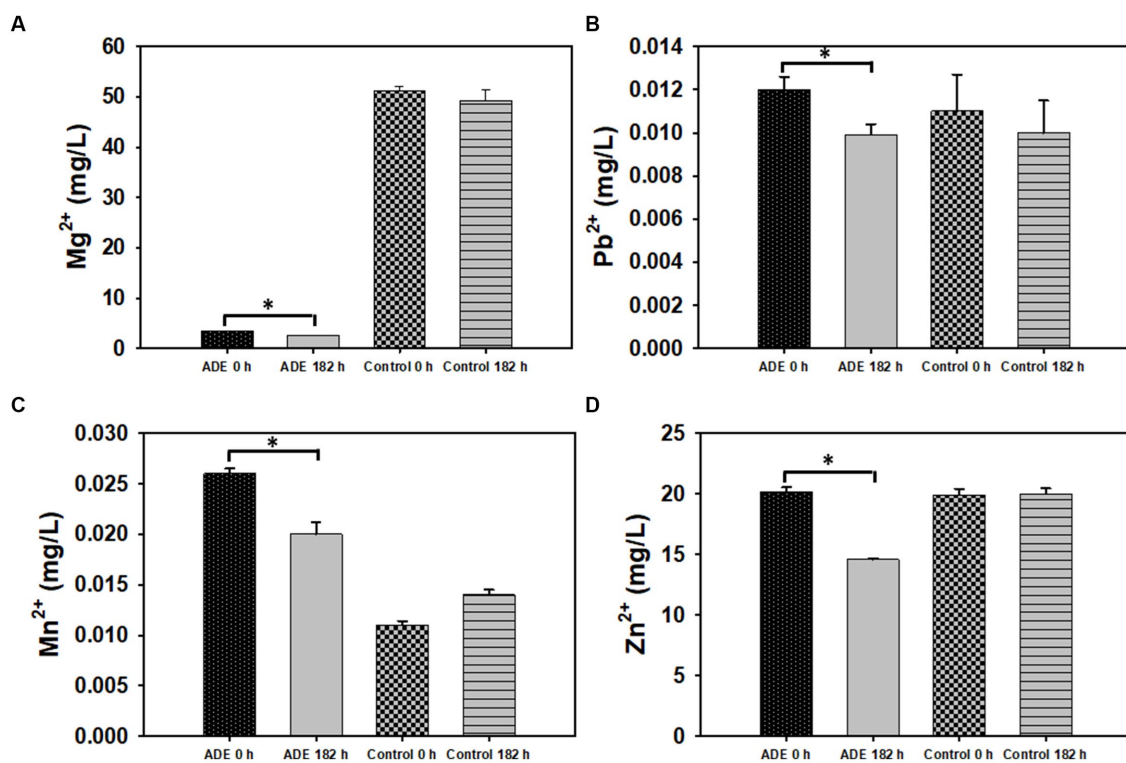 A
Mg2+ (mg/L)
60
50
40
30
20
10
0
*
ADE 0 h ADE 182 h Control 0 h Control 182 h
B
Pb2+ (mg/L)
0.014
0.012
0.010
0.008
0.006
0.004
0.002
0.000
*
ADE 0 h ADE 182 h Control 0 h Control 182 h
C
Mn2+ (mg/L)
0.030
0.025
0.020
0.015
0.010
0.005
0.000
*
ADE 0 h ADE 182 h Control 0 h Control 182 h
D
Zn2+ (mg/L)
25
20
15
10
5
0
*
ADE 0 h ADE 182 h Control 0 h Control 182 h